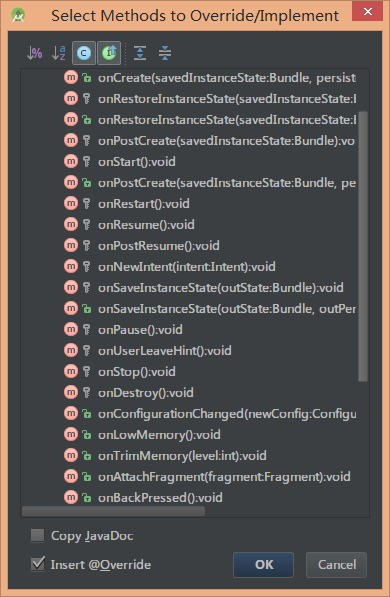 Select Methods to Override/Implement
onCreate(savedInstanceState:Bundle, persist
onRestoreInstanceState(savedInstanceState:B
onRestoreInstanceState(savedInstanceState:B
onPostCreate(savedInstanceState:Bundle):vo
onStart():void
onPostCreate(savedInstanceState:Bundle, pe
onRestart():void
onResume():void
onPostResume():void
onNewIntent(intent:Intent):void
onSaveInstanceState(outState:Bundle):void
onSaveInstanceState(outState:Bundle, outPer
onPause():void
onUserLeaveHint():void
onStop():void
onDestroy():void
onConfigurationChanged(newConfig:Configu
onLowMemory():void
onTrimMemory(level:int):void
onAttachFragment(fragment:Fragment):void
onBackPressed():void
Copy JavaDoc
Insert @Override
OK
Cancel